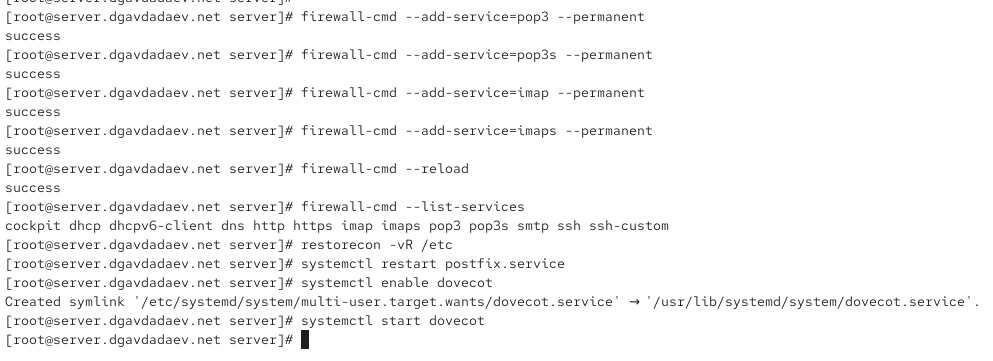 [root@server.dgavdadaev.net server]# firewall-cmd --add-service=pop3 --permanent
success
[root@server.dgavdadaev.net server]# firewall-cmd --add-service=pop3s --permanent
success
[root@server.dgavdadaev.net server]# firewall-cmd --add-service=imap --permanent
success
[root@server.dgavdadaev.net server]# firewall-cmd --add-service=imaps --permanent
success
[root@server.dgavdadaev.net server]# firewall-cmd --reload
success
[root@server.dgavdadaev.net server]# firewall-cmd --list-services
cockpit dhcp dhcpv6-client dns http https imap imaps pop3 pop3s smtp ssh ssh-custom
[root@server.dgavdadaev.net server]# restorecon -vR /etc
[root@server.dgavdadaev.net server]# systemctl restart postfix.service
[root@server.dgavdadaev.net server]# systemctl enable dovecot
Created symlink '/etc/systemd/system/multi-user.target.wants/dovecot.service' → '/usr/lib/systemd/system/dovecot.service'.
[root@server.dgavdadaev.net server]# systemctl start dovecot
[root@server.dgavdadaev.net server]#